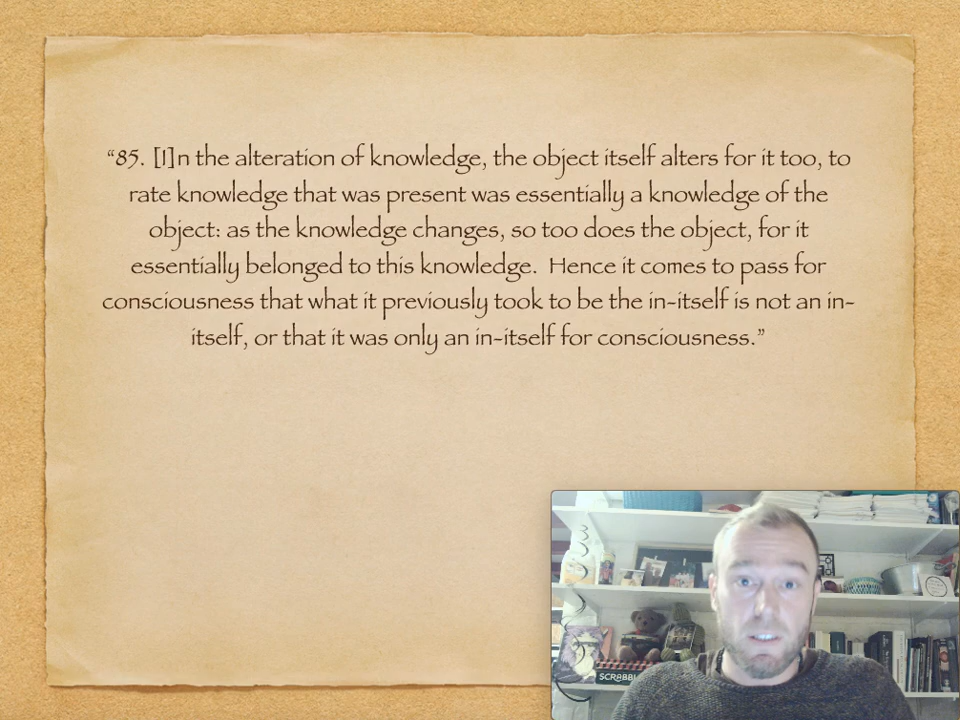 “85. [I]n the alteration of knowledge, the object itself alters for it too, to
rate knowledge that was present was essentially a knowledge of the
object: as the knowledge changes, so too does the object, for it
essentially belonged to this knowledge. Hence it comes to pass for
consciousness that what it previously took to be the in-itself is not an in-
itself, or that it was only an in-itself for consciousness.”